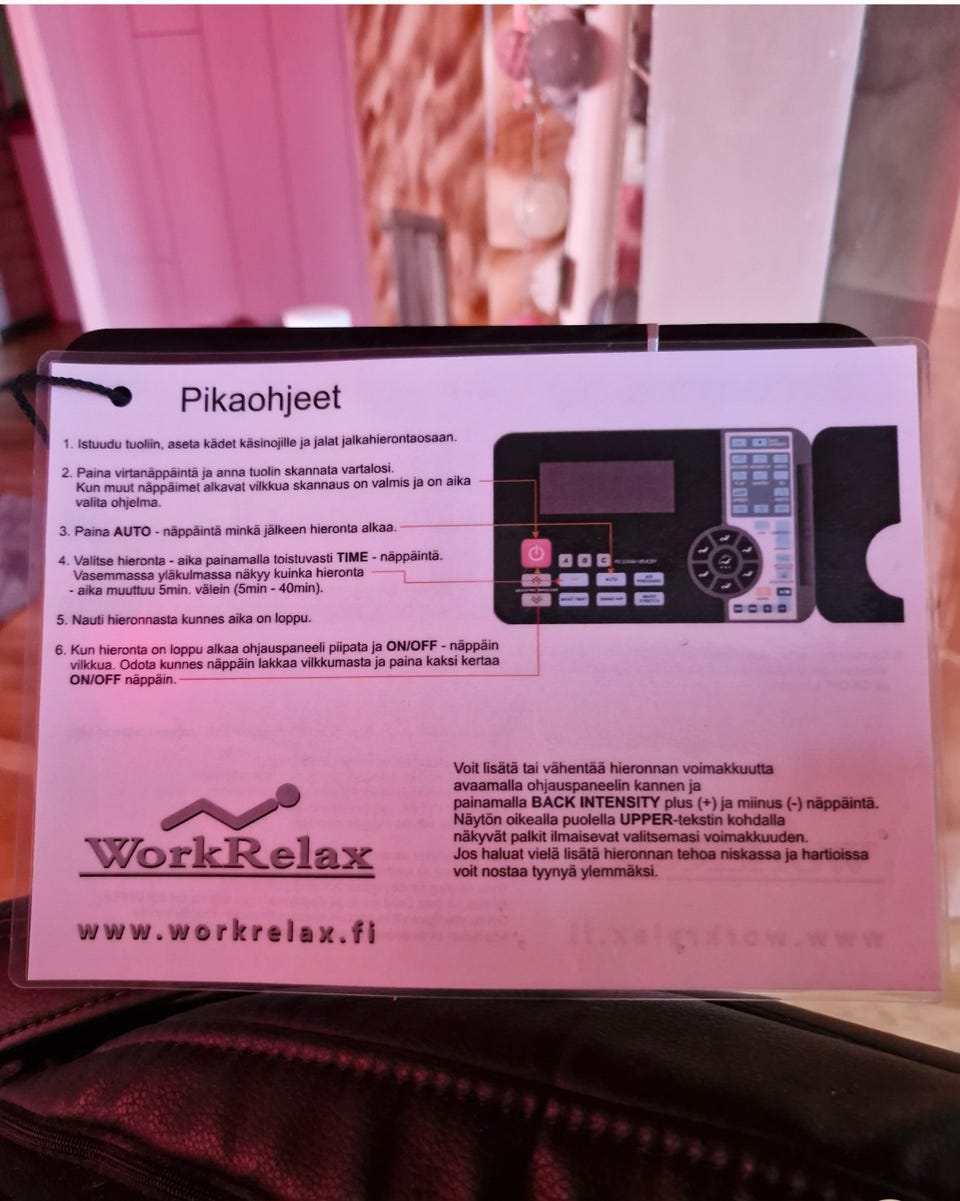 Pikaohjeet
1. Istuudu tuoliin, aseta kädet käsinojille ja jalat jalkahierontaosaan.
2. Paina virtanäppäintä ja anna tuolin skannata vartalosi.
Kun muut näppäimet alkavat vilkkua skannaus on valmis ja on aika
valita ohjelma.
3. Paina AUTO - näppäintä minkä jälkeen hieronta alkaa.
4. Valitse hieronta - aika painamalla toistuvasti TIME - näppäintä.
Vasemmassa yläkulmassa näkyy kuinka hieronta
- aika muuttuu 5min. välein (5min - 40min).
5. Nauti hieronnasta kunnes aika on loppu.
6. Kun hieronta on loppu alkaa ohjauspaneeli piipata ja ON/OFF - näppäin
vilkkua. Odota kunnes näppäin lakkaa vilkkumasta ja paina kaksi kertaa
ON/OFF näppäin.
A B C PROGRAM MEMORY
AUTO AIR PRESSURE
Voit lisätä tai vähentää hieronnan voimakkuutta
avaamalla ohjauspaneelin kannen ja
painamalla BACK INTENSITY plus (+) ja miinus (-) näppäintä.
Näytön oikealla puolella UPPER-tekstin kohdalla
näkyvät palkit ilmaisevat valitsemasi voimakkuuden.
Jos haluat vielä lisätä hieronnan tehoa niskassa ja hartioissa
voit nostaa tyynyä ylemmäksi.
WorkRelax
www.workrelax.fi